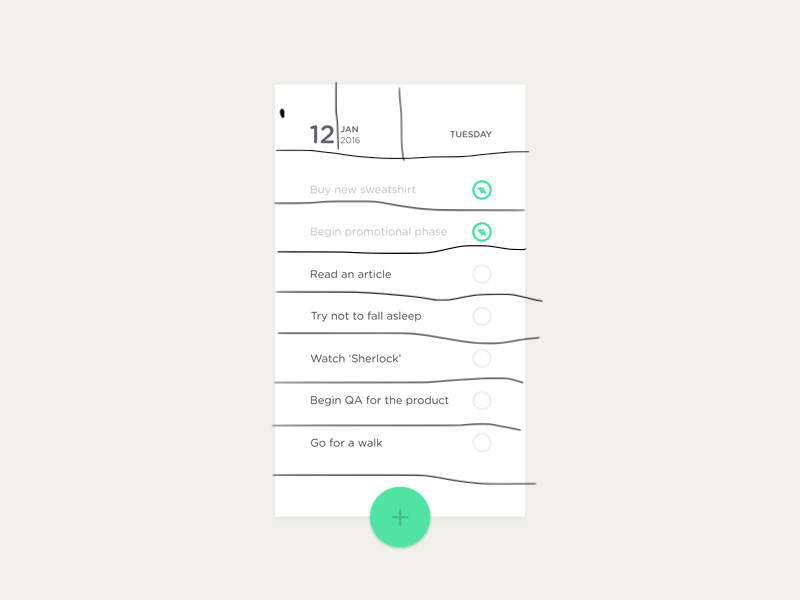 12 JAN
2016
TUESDAY
Buy new sweatshirt
Begin promotional phase
Read an article
Try not to fall asleep
Watch ‘Sherlock’
Begin QA for the product
Go for a walk
+